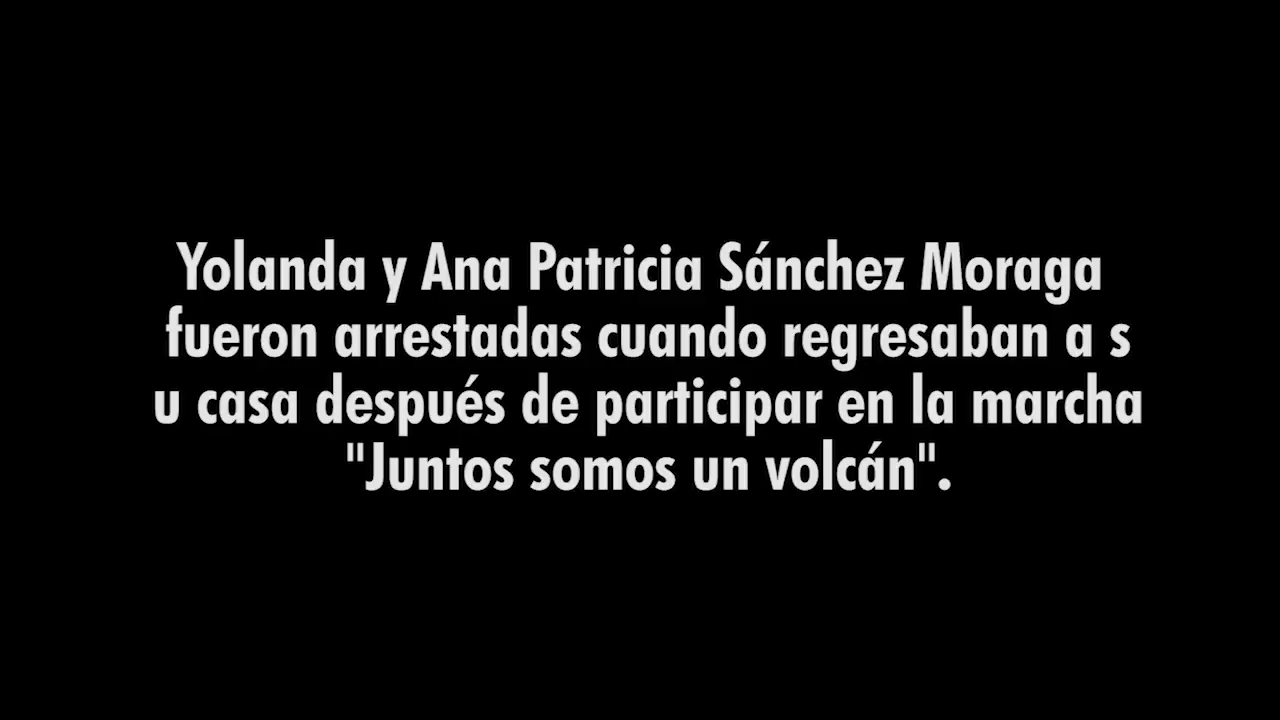 Yolanda y Ana Patricia Sánchez Moraga
fueron arrestadas cuando regresaban a s
u casa después de participar en la marcha
"Juntos somos un volcán".